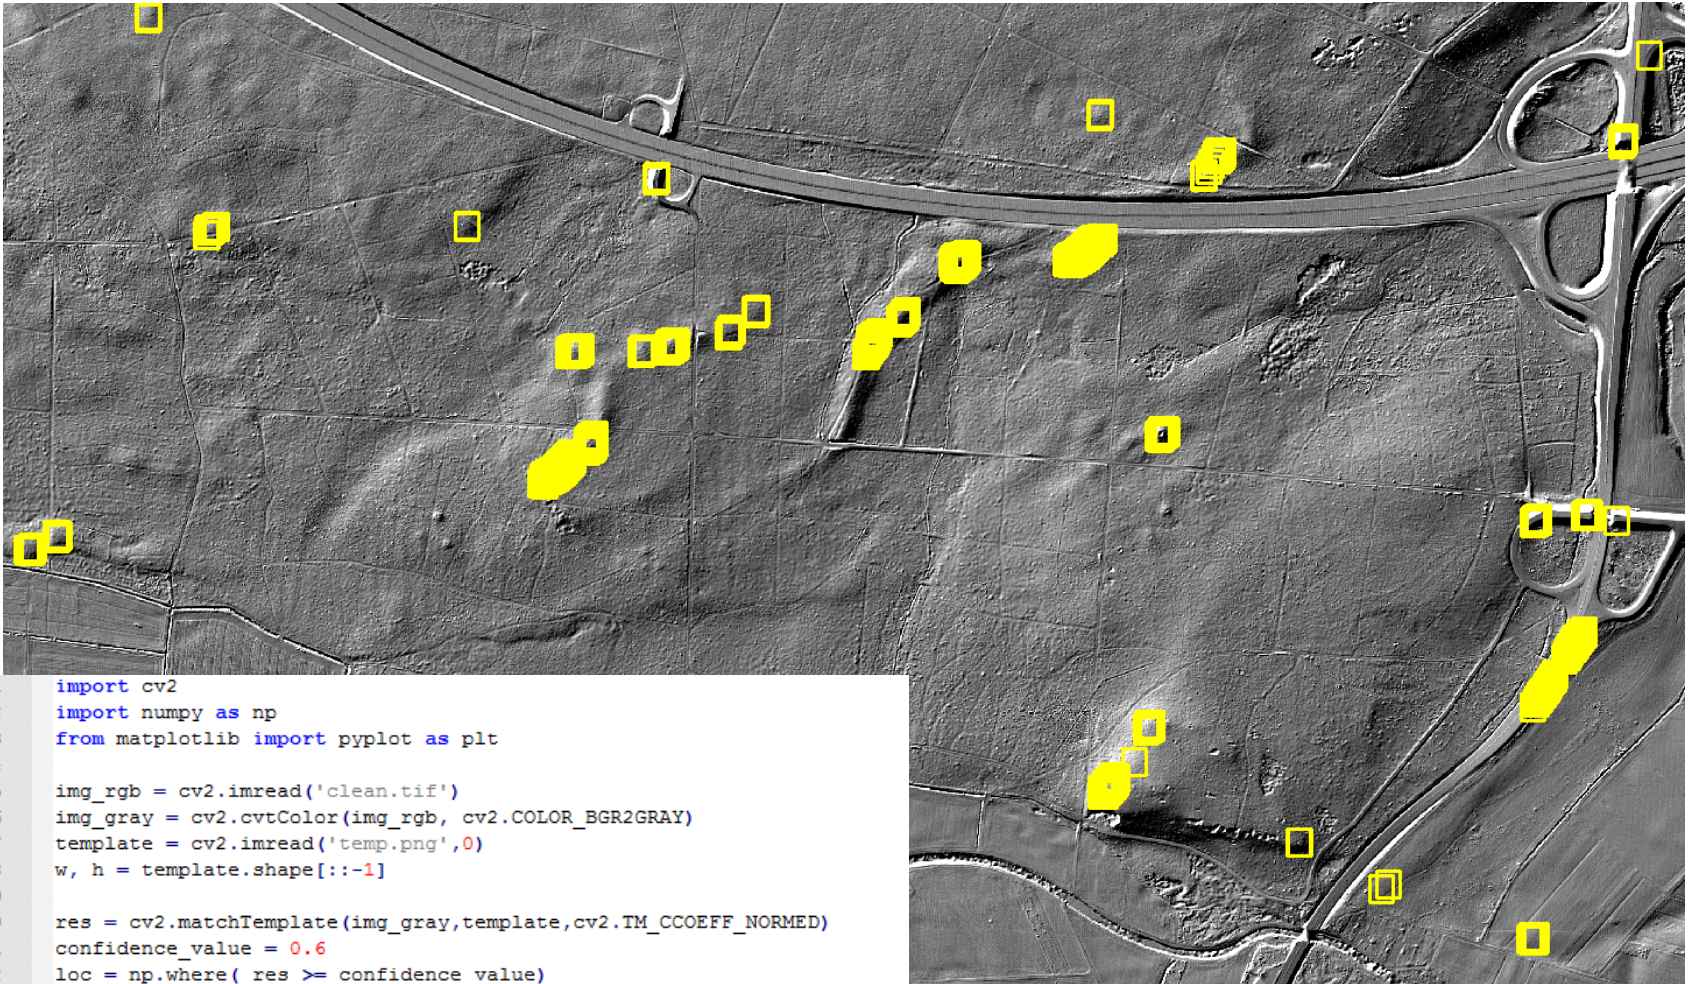 import cv2
import numpy as np
from matplotlib import pyplot as plt
img_rgb = cv2.imread('clean.tif')
img_gray = cv2.cvtColor(img_rgb, cv2.COLOR_BGR2GRAY)
template = cv2.imread('temp.png',0)
w, h = template.shape[::-1]
res = cv2.matchTemplate(img_gray,template,cv2.TM_CCOEFF_NORMED)
confidence_value = 0.6
loc = np.where( res >= confidence_value)